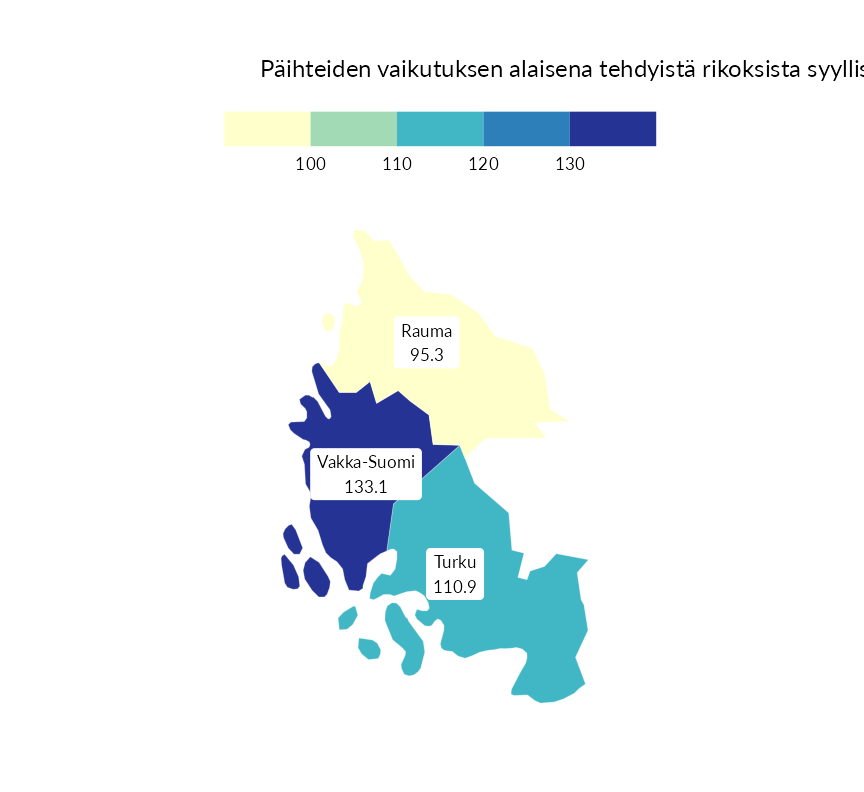 Päihteiden vaikutuksen alaisena tehdyistä rikoksista
100 110 120 130
Rauma
95.3
Vakka-Suomi
133.1
Turku
110.9